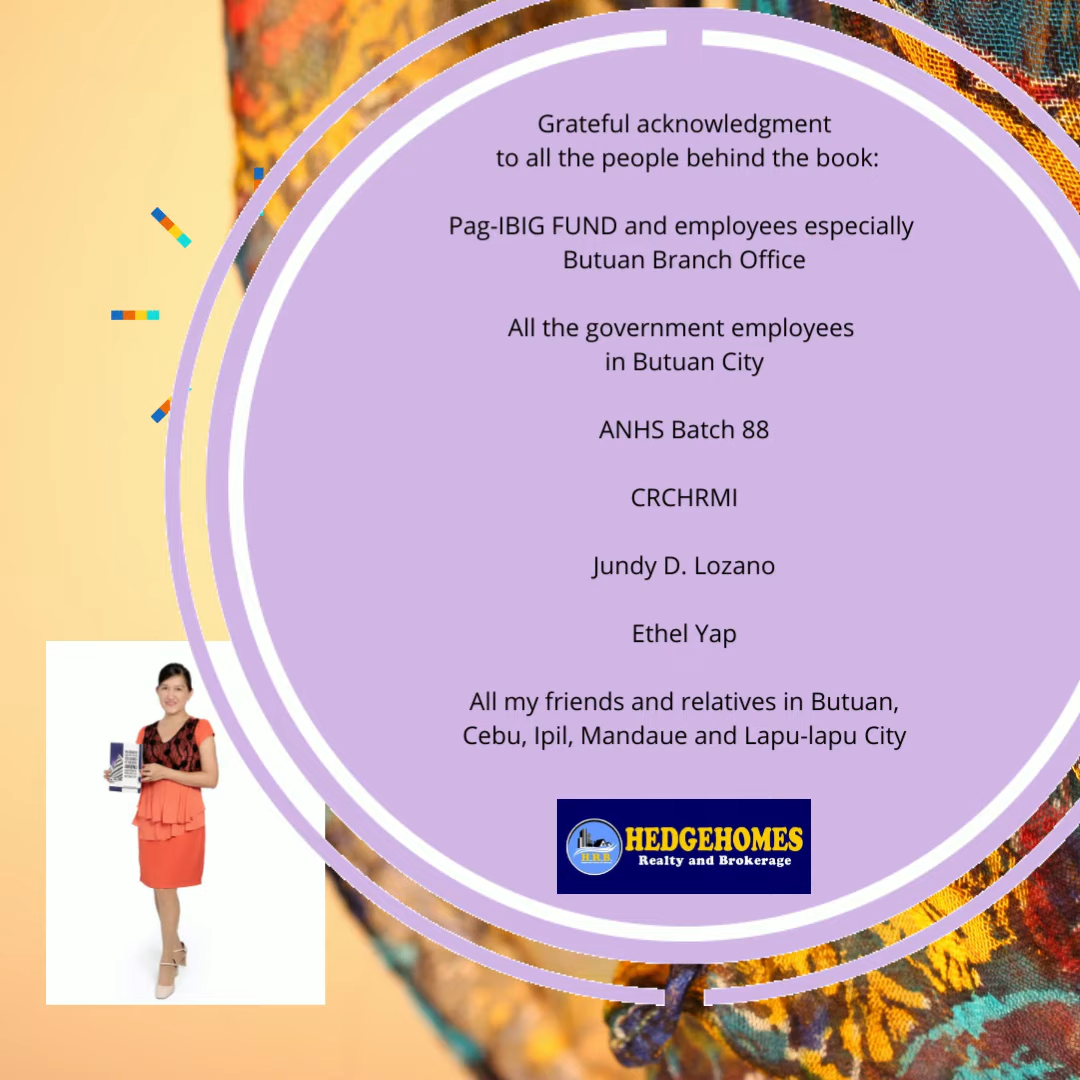 Grateful acknowledgment
to all the people behind the book:
Pag-IBIG FUND and employees especially
Butuan Branch Office
All the government employees
in Butuan City
ANHS Batch 88
CRCHRMI
Jundy D. Lozano
Ethel Yap
All my friends and relatives in Butuan,
Cebu, Ipil, Mandaue and Lapu-lapu City
H.R.B.
HEDGEHOMES
Realty and Brokerage